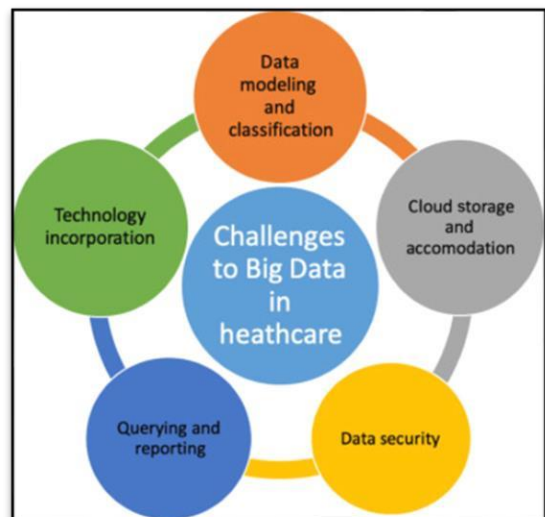 Data
modeling
and
classification
Technology
incorporation
Cloud storage
and
accomodation
Challenges
to Big Data
in
heathcare
Querying and
reporting
Data security